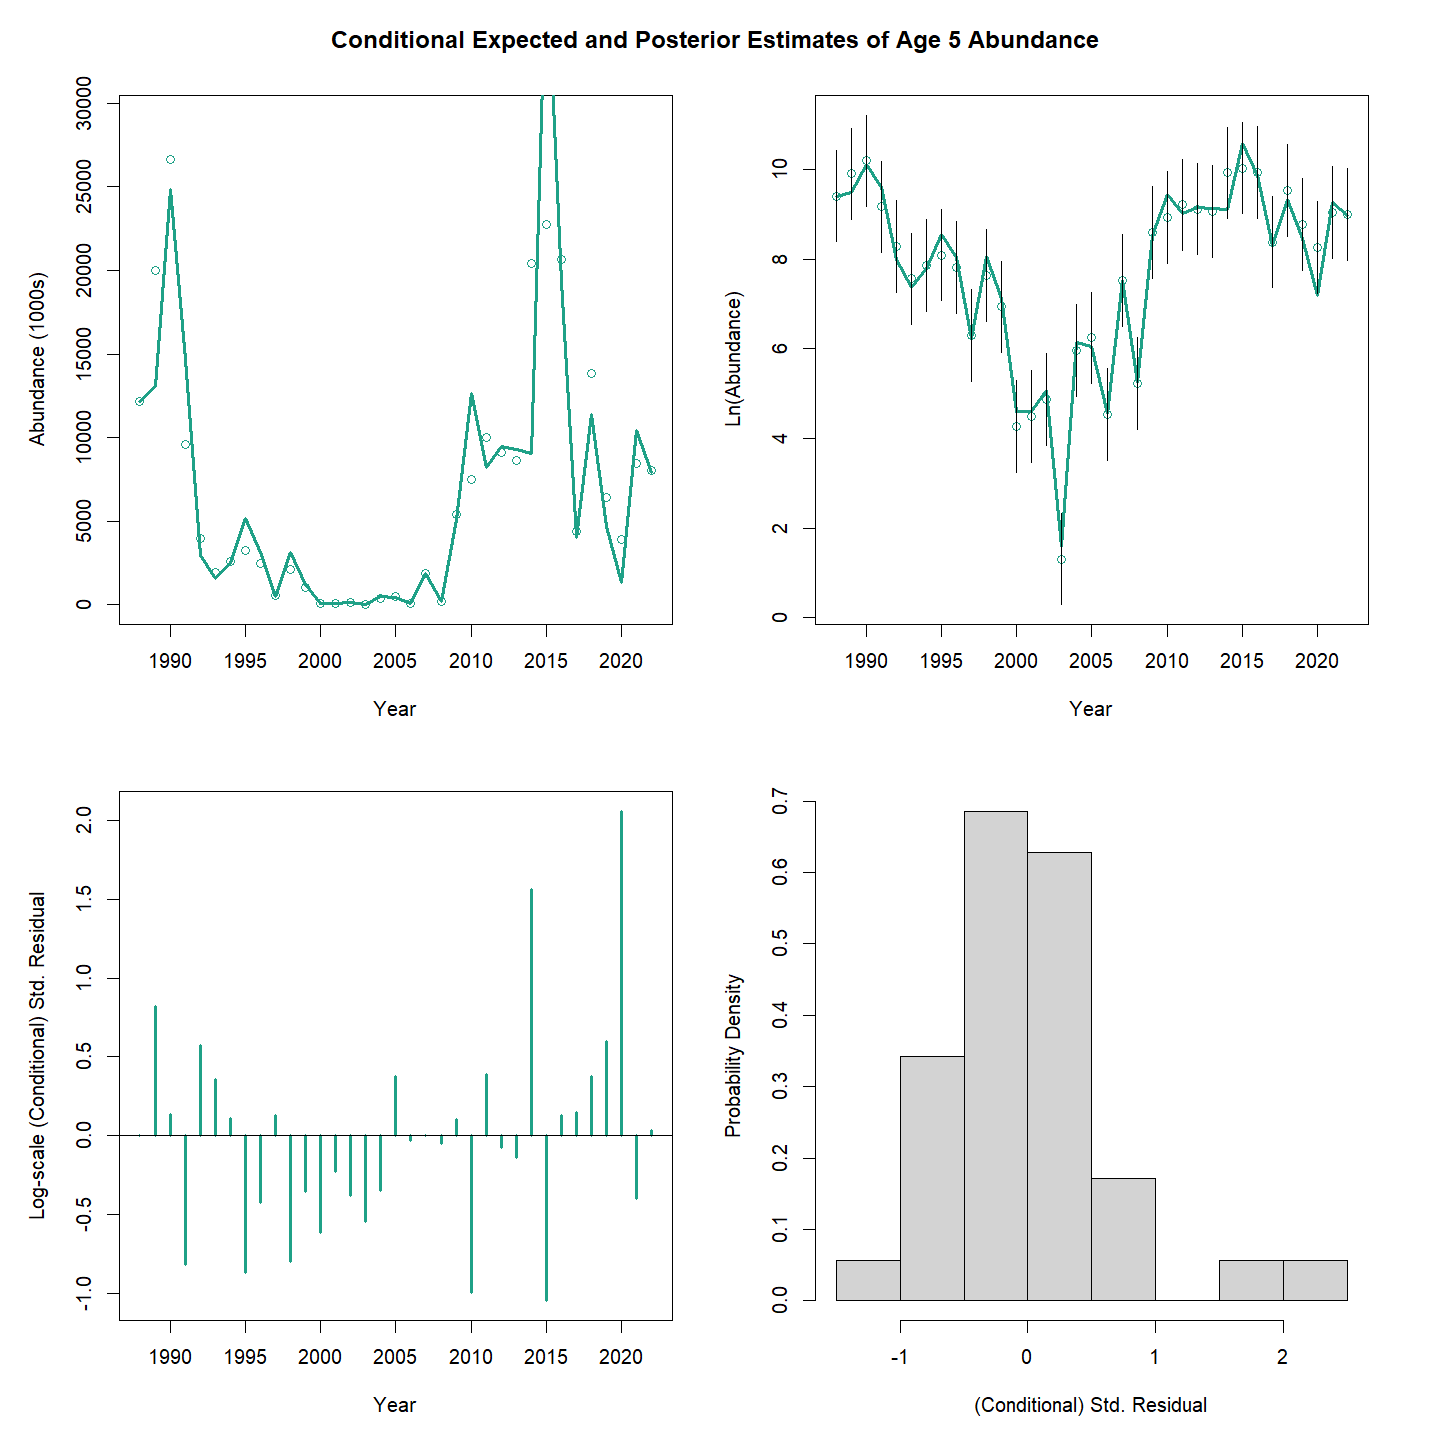 Conditional Expected and Posterior Estimates of Age 5 Abundance
Abundance (1000s)
30000
25000
20000
15000
10000
5000
0
1990 1995 2000 2005 2010 2015 2020
Year
Ln(Abundance)
10
8
6
4
2
0
1990 1995 2000 2005 2010 2015 2020
Year
Log-scale (Conditional) Std. Residual
2.0
1.5
1.0
0.5
0.0
-0.5
-1.0
1990 1995 2000 2005 2010 2015 2020
Year
Probability Density
0.7
0.6
0.5
0.4
0.3
0.2
0.1
0.0
-1 0 1 2
(Conditional) Std. Residual